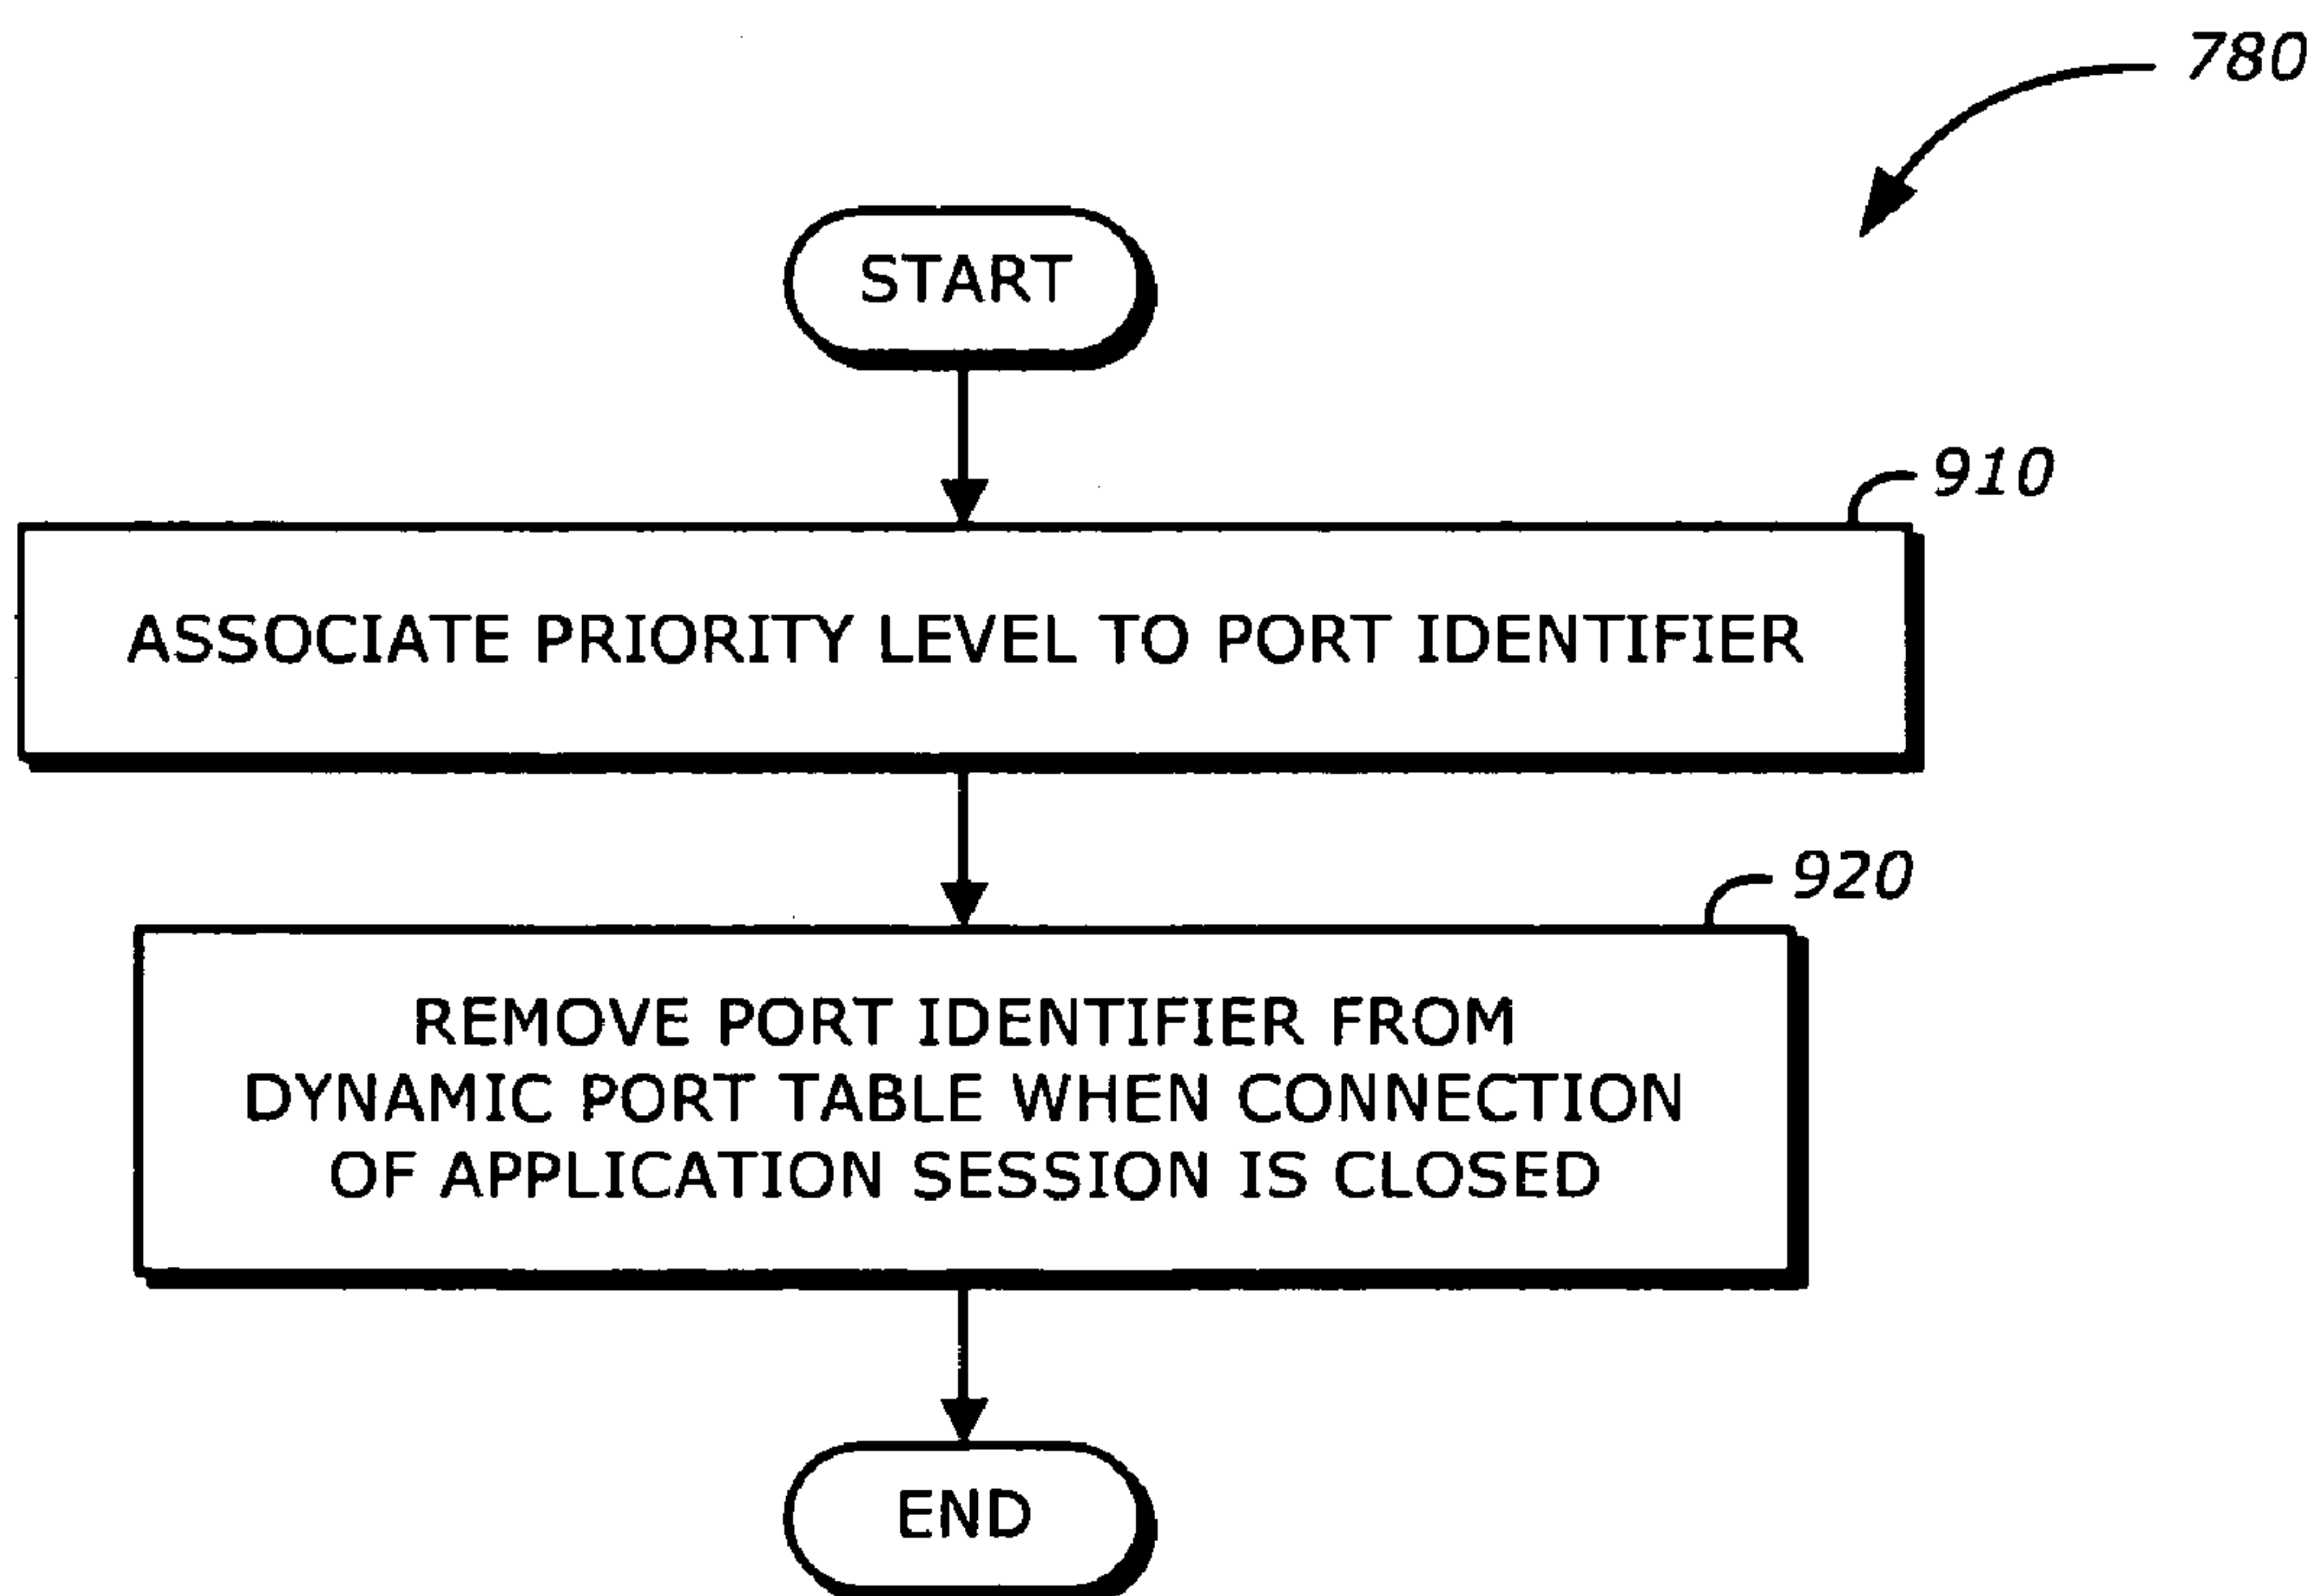 780
START
910
ASSOCIATE PRIORITY LEVEL TO PORT IDENTIFIER
920
REMOVE PORT IDENTIFIER FROM
DYNAMIC PORT TABLE WHEN CONNECTION
OF APPLICATION SESSION IS CLOSED
END